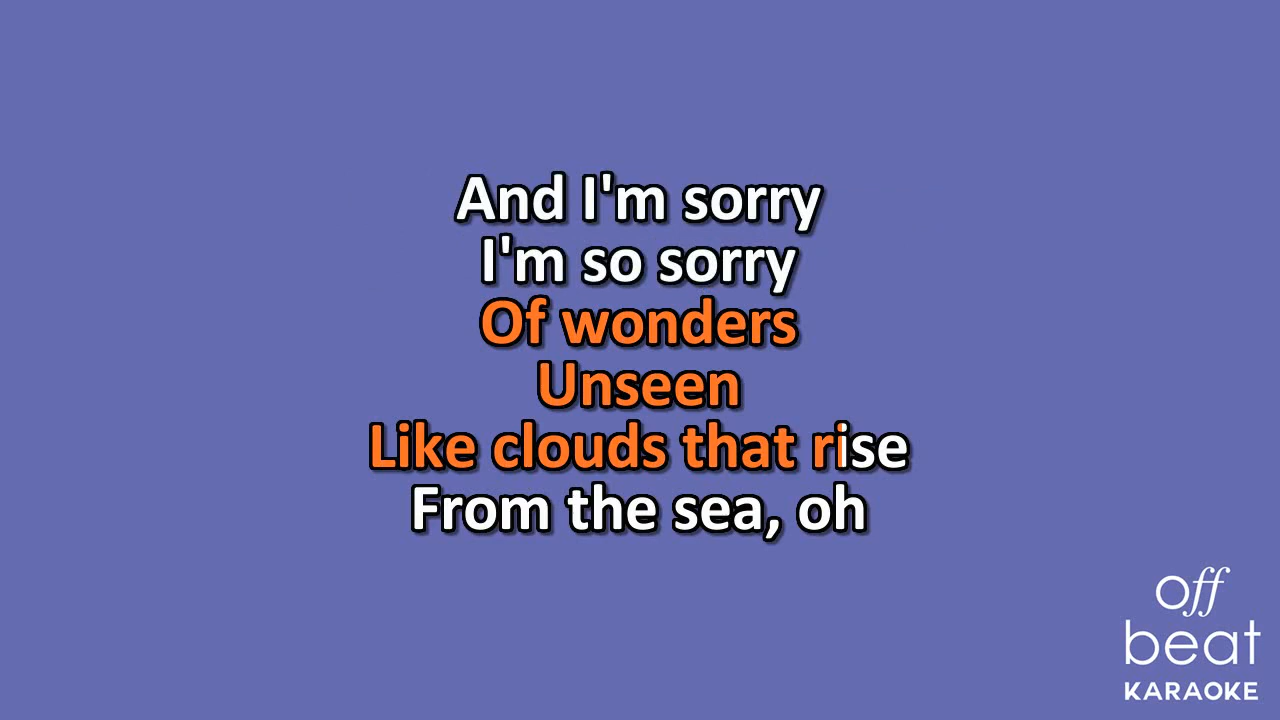 And I'm sorry
I'm so sorry
Of wonders
Unseen
Like clouds that rise
From the sea, oh
off
beat
KARAOKE